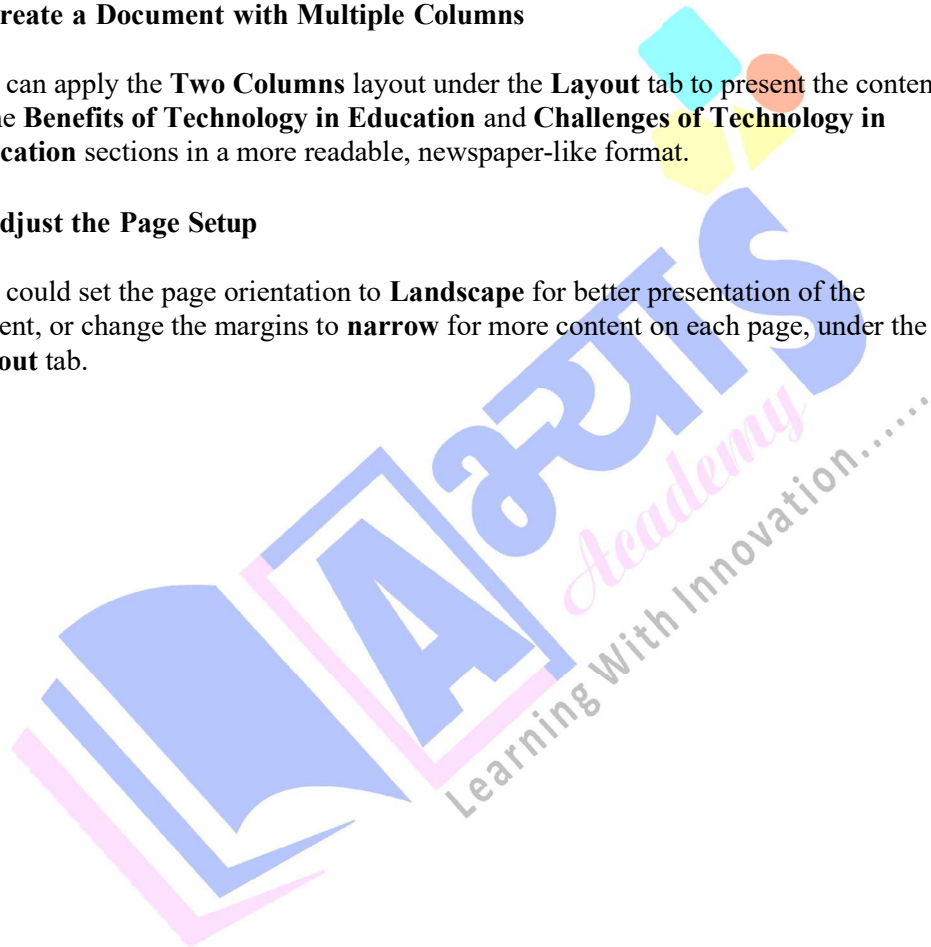 reate a Document with Multiple Columns
can apply the Two Columns layout under the Layout tab to present the conten
he Benefits of Technology in Education and Challenges of Technology in
cation sections in a more readable, newspaper-like format.
djust the Page Setup
could set the page orientation to Landscape for better presentation of the
ent, or change the margins to narrow for more content on each page, under the
out tab.
A भ्यास
Academy
Learning With Innovation......